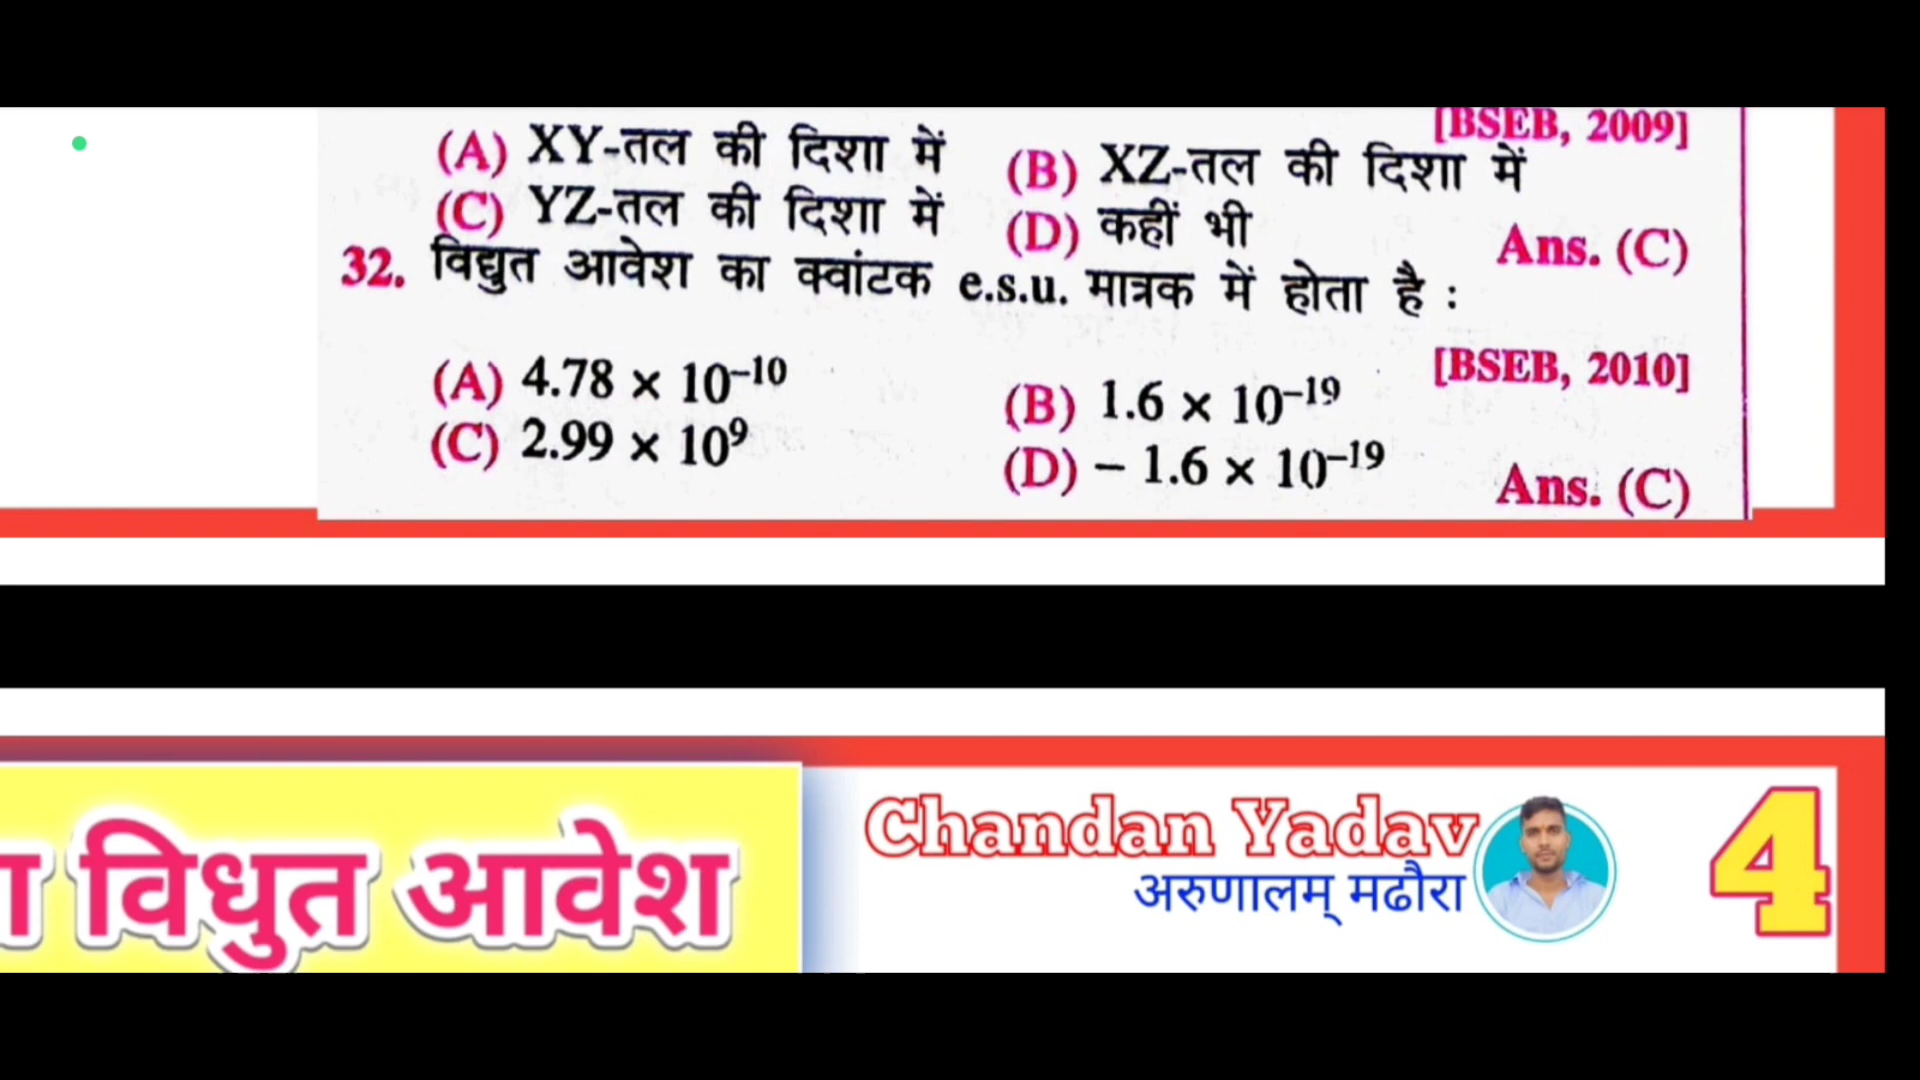 [BSEB, 2009]
(A) XY-तल की दिशा में (B) XZ-तल की दिशा में
(C) YZ-तल की दिशा में (D) कहीं भी Ans. (C)
32. विद्युत आवेश का क्वांटक e.s.u. मात्रक में होता है :
[BSEB, 2010]
(A) 4.78 × 10⁻¹⁰ (B) 1.6 × 10⁻¹⁹
(C) 2.99 × 10⁹ (D) – 1.6 × 10⁻¹⁹ Ans. (C)
विधुत आवेश
Chandan Yadav
अरुणालम् मढौरा
4